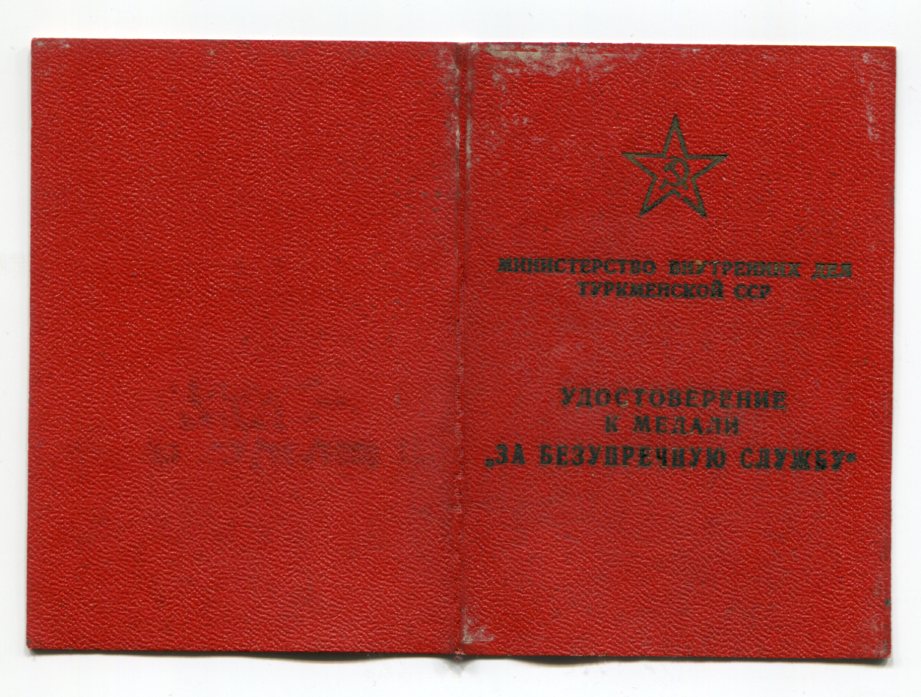 МИНИСТЕРСТВО ВНУТРЕННИХ ДЕЛ
ТУРКМЕНСКОЙ ССР
УДОСТОВЕРЕНИЕ
К МЕДАЛИ
„ЗА БЕЗУПРЕЧНУЮ СЛУЖБУ“